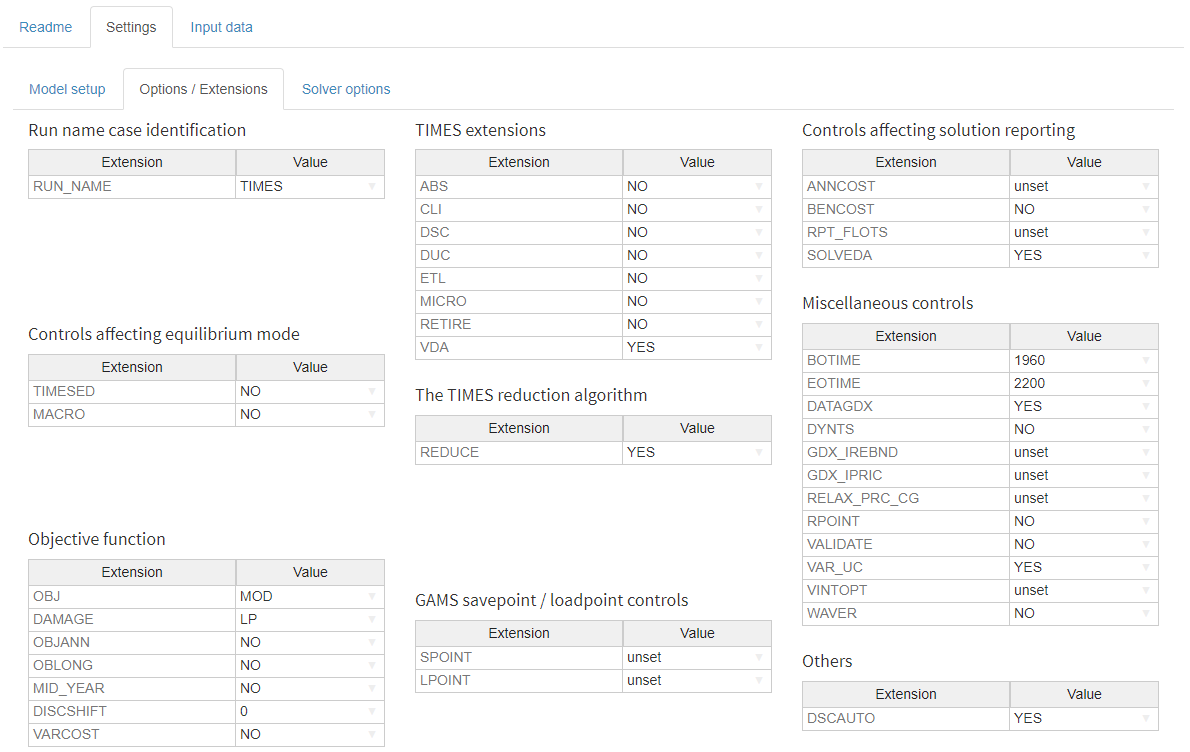 Readme Settings Input data
Model setup Options / Extensions Solver options
Run name case identification
Extension Value
RUN_NAME TIMES
Controls affecting equilibrium mode
Extension Value
TIMESED NO
MACRO NO
Objective function
Extension Value
OBJ MOD
DAMAGE LP
OBJANN NO
OBLONG NO
MID_YEAR NO
DISCSHIFT 0
VARCOST NO
TIMES extensions
Extension Value
ABS NO
CLI NO
DSC NO
DUC NO
ETL NO
MICRO NO
RETIRE NO
VDA YES
The TIMES reduction algorithm
Extension Value
REDUCE YES
GAMS savepoint / loadpoint controls
Extension Value
SPOINT unset
LPOINT unset
Controls affecting solution reporting
Extension Value
ANNCOST unset
BENCOST NO
RPT_FLOTS unset
SOLVEDA YES
Miscellaneous controls
Extension Value
BOTIME 1960
EOTIME 2200
DATAGDX YES
DYNTS NO
GDX_IREBND unset
GDX_IPRIC unset
RELAX_PRC_CG unset
RPOINT NO
VALIDATE NO
VAR_UC YES
VINTOPT unset
WAVER NO
Others
Extension Value
DSCAUTO YES